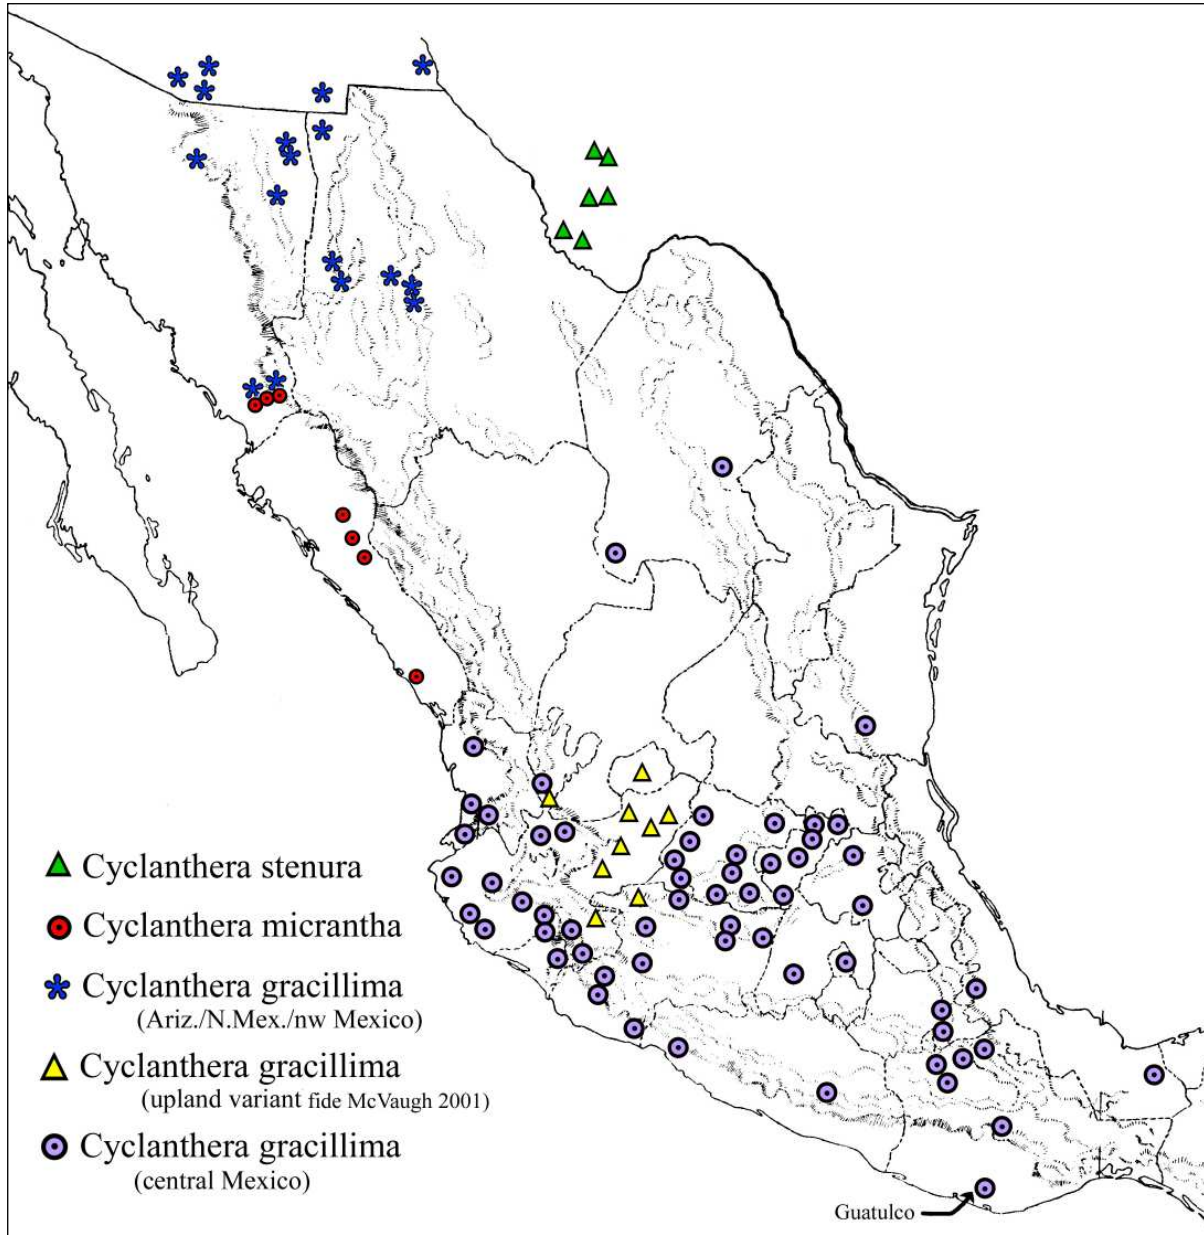 Cyclanthera stenura
Cyclanthera micrantha
Cyclanthera gracillima
(Ariz./N.Mex./nw Mexico)
Cyclanthera gracillima
(upland variant fide McVaugh 2001)
Cyclanthera gracillima
(central Mexico)
Guatulco